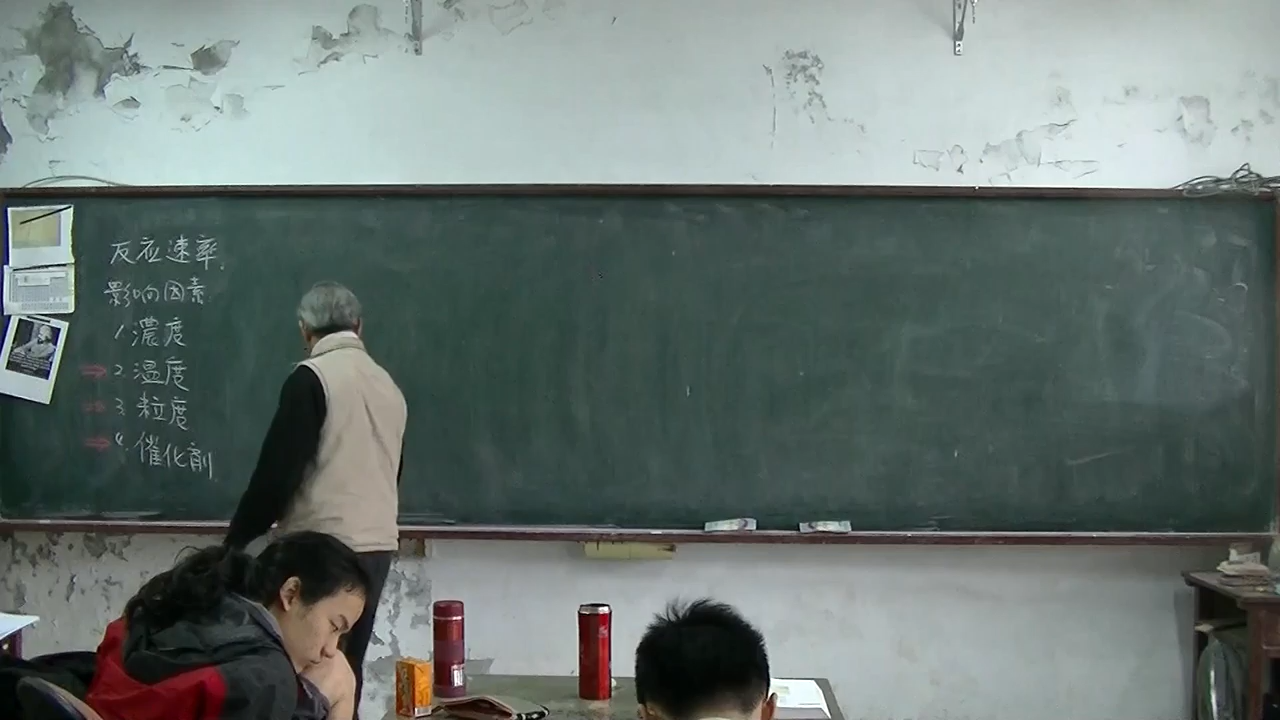 反应速率
影响因素
1.濃度
⇒2.温度
⇒3.粒度
⇒4.催化剤